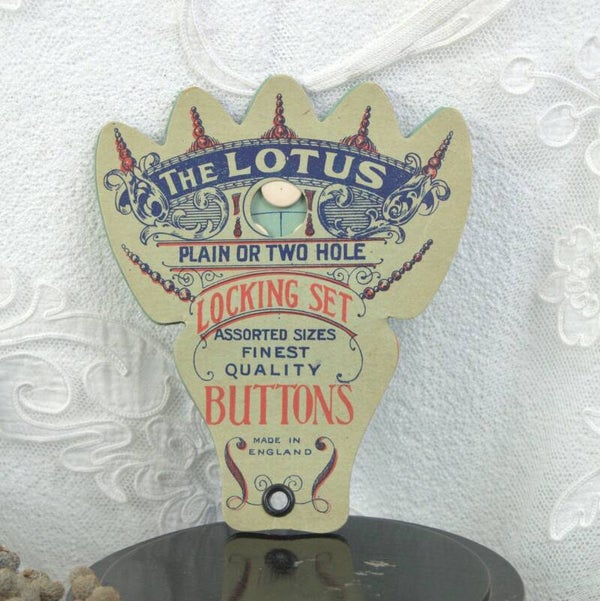 THE LOTUS
PLAIN OR TWO HOLE
LOCKING SET
ASSORTED SIZES
FINEST
QUALITY
BUTTONS
MADE IN
ENGLAND